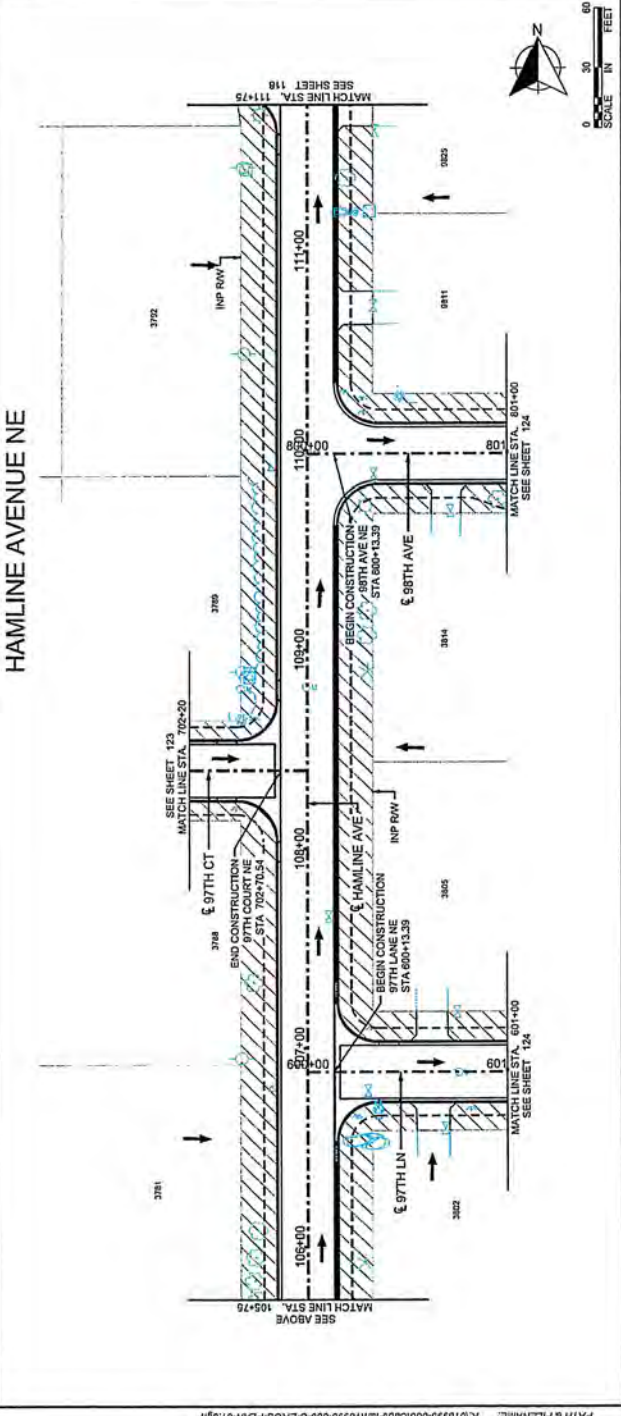 HAMLINE AVENUE NE
N
0 30 60
SCALE IN FEET
SEE ABOVE
MATCH LINE STA. 105+75
106+00
3781
3802
℄ 97TH LN
MATCH LINE STA. 601+00
SEE SHEET 124
601
600+00
107+00
BEGIN CONSTRUCTION
97TH LANE NE
STA 600+13.39
3788
℄ 97TH CT
SEE SHEET 123
MATCH LINE STA. 702+20
END CONSTRUCTION
97TH COURT NE
STA 702+70.54
108+00
℄ HAMLINE AVE
INP R/W
3805
3814
3789
109+00
BEGIN CONSTRUCTION
98TH AVE NE
STA 600+13.39
℄ 98TH AVE
800+00
110+00
801
MATCH LINE STA. 801+00
SEE SHEET 124
3792
INP R/W
111+00
9811
9825
MATCH LINE STA. 111+75
SEE SHEET 118